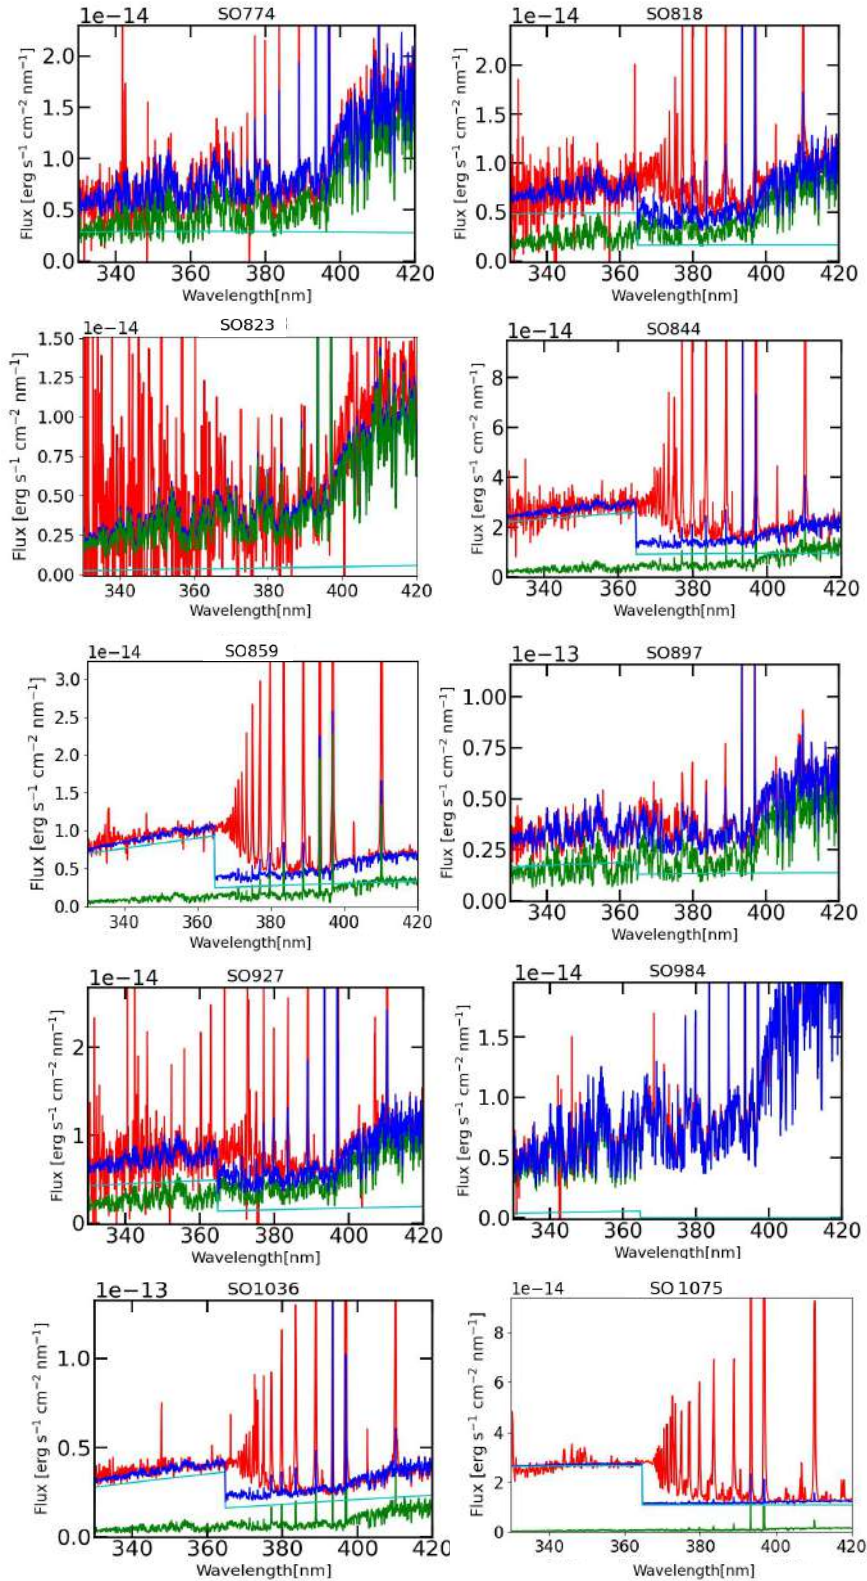 1e-14 SO774
Flux [erg s⁻¹ cm⁻² nm⁻¹]
2.0
1.5
1.0
0.5
0.0
340 360 380 400 420
Wavelength[nm]
1e-14 SO818
Flux [erg s⁻¹ cm⁻² nm⁻¹]
2.0
1.5
1.0
0.5
0.0
340 360 380 400 420
Wavelength[nm]
1e-14 SO823
Flux [erg s⁻¹ cm⁻² nm⁻¹]
1.50
1.25
1.00
0.75
0.50
0.25
0.00
340 360 380 400 420
Wavelength[nm]
1e-14 SO844
Flux [erg s⁻¹ cm⁻² nm⁻¹]
8
6
4
2
0
340 360 380 400 420
Wavelength[nm]
1e-14 SO859
Flux [erg s⁻¹ cm⁻² nm⁻¹]
3.0
2.5
2.0
1.5
1.0
0.5
0.0
340 360 380 400 420
Wavelength[nm]
1e-13 SO897
Flux [erg s⁻¹ cm⁻² nm⁻¹]
1.00
0.75
0.50
0.25
0.00
340 360 380 400 420
Wavelength[nm]
1e-14 SO927
Flux [erg s⁻¹ cm⁻² nm⁻¹]
2
1
0
340 360 380 400 420
Wavelength[nm]
1e-14 SO984
Flux [erg s⁻¹ cm⁻² nm⁻¹]
1.5
1.0
0.5
0.0
340 360 380 400 420
Wavelength[nm]
1e-13 SO1036
Flux [erg s⁻¹ cm⁻² nm⁻¹]
1.0
0.5
0.0
340 360 380 400 420
Wavelength[nm]
1e-14 SO 1075
Flux [erg s⁻¹ cm⁻² nm⁻¹]
8
6
4
2
0
340 360 380 400 420
Wavelength[nm]